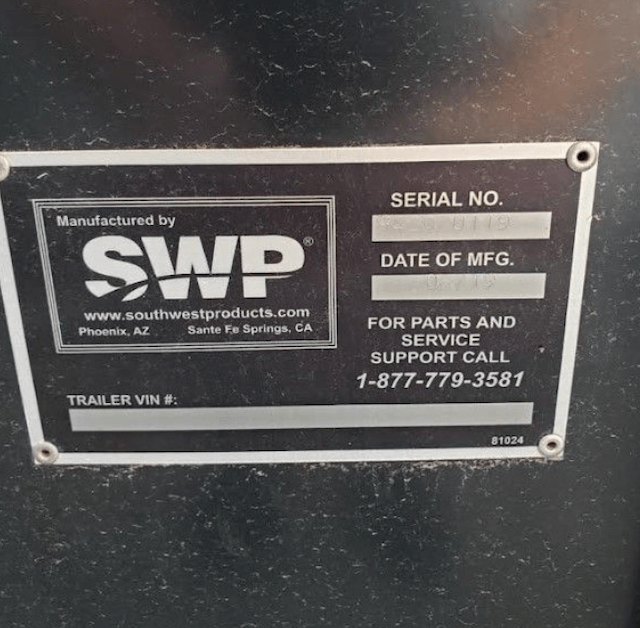 Manufactured by
SWP®
www.southwestproducts.com
Phoenix, AZ Santa Fe Springs, CA
SERIAL NO.
DATE OF MFG.
FOR PARTS AND
SERVICE
SUPPORT CALL
1-877-779-3581
TRAILER VIN #:
81024